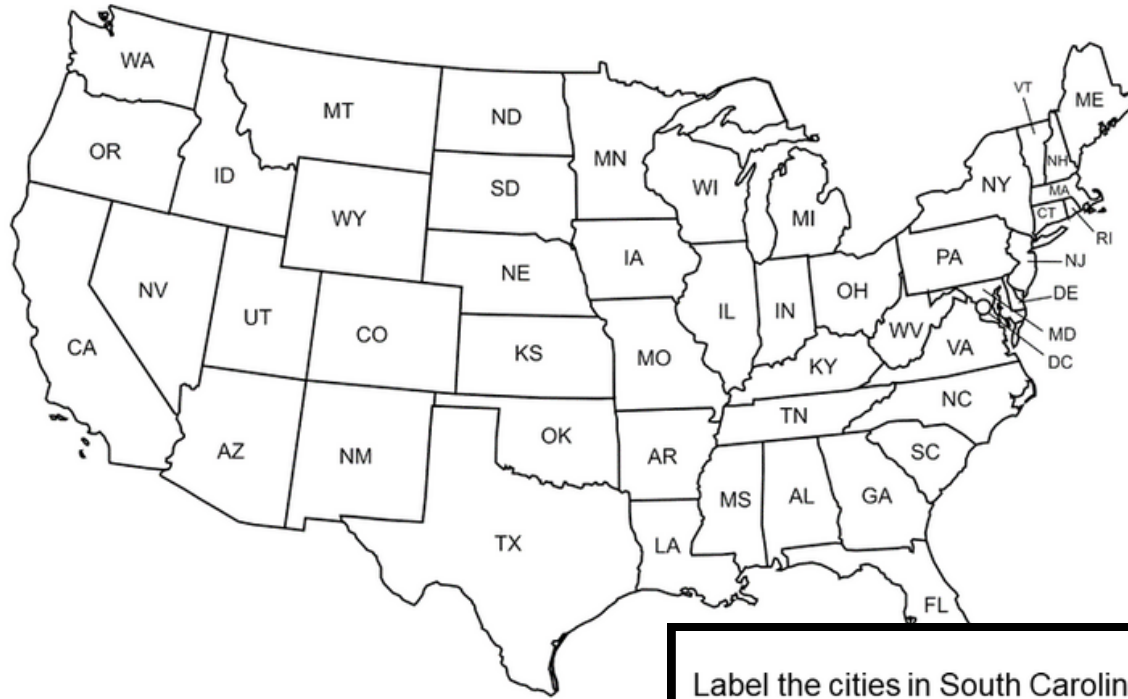 WA
MT
ND
MN
VT
ME
OR
ID
SD
WI
MI
NY
NH
MA
CT
RI
WY
NE
IA
PA
NJ
NV
UT
CO
KS
MO
IL
IN
OH
WV
DE
MD
DC
VA
KY
CA
AZ
NM
OK
AR
TN
NC
SC
MS
AL
GA
TX
LA
FL
Label the cities in South Carolin